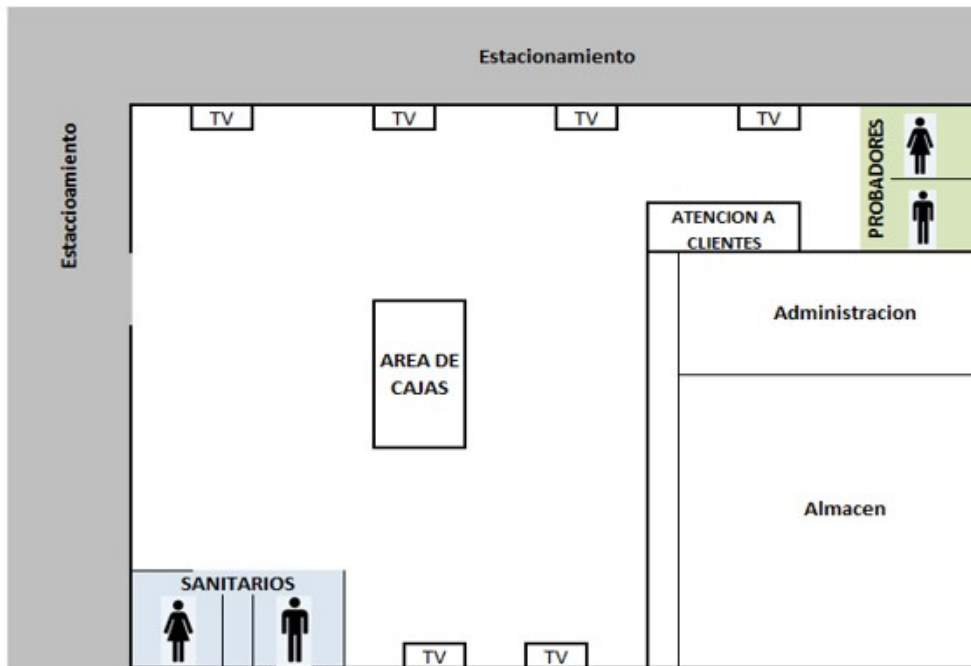 Estacionamiento
Estaccioamiento
TV
TV
TV
TV
PROBADORES
ATENCION A
CLIENTES
Administracion
AREA DE
CAJAS
Almacen
SANITARIOS
TV
TV